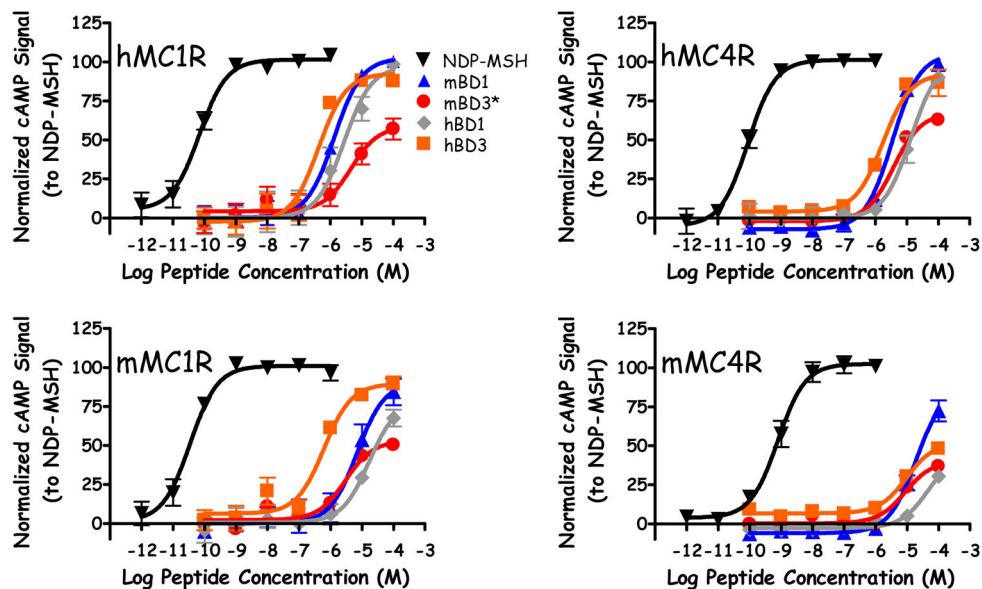 hMC1R
Normalized cAMP Signal
(to NDP-MSH)
125
100
75
50
25
0
-12 -11 -10 -9 -8 -7 -6 -5 -4 -3
Log Peptide Concentration (M)
NDP-MSH
mBD1
mBD3*
hBD1
hBD3
hMC4R
Normalized cAMP Signal
(to NDP-MSH)
125
100
75
50
25
0
-12 -11 -10 -9 -8 -7 -6 -5 -4 -3
Log Peptide Concentration (M)
mMC1R
Normalized cAMP Signal
(to NDP-MSH)
125
100
75
50
25
0
-12 -11 -10 -9 -8 -7 -6 -5 -4 -3
Log Peptide Concentration (M)
mMC4R
Normalized cAMP Signal
(to NDP-MSH)
125
100
75
50
25
0
-12 -11 -10 -9 -8 -7 -6 -5 -4 -3
Log Peptide Concentration (M)